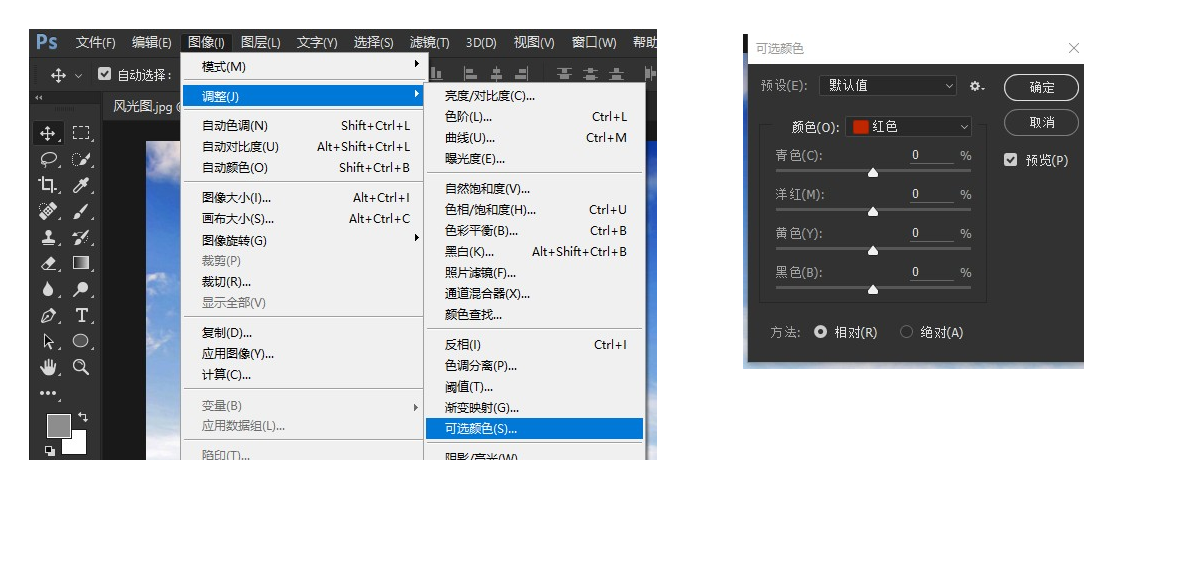 Ps 文件(F) 编辑(E) 图像(I) 图层(L) 文字(Y) 选择(S) 滤镜(T) 3D(D) 视图(V) 窗口(W) 帮助
自动选择：
风光图.jpg
模式(M)
调整(J)
自动色调(N) Shift+Ctrl+L
自动对比度(U) Alt+Shift+Ctrl+L
自动颜色(O) Shift+Ctrl+B
图像大小(I)... Alt+Ctrl+I
画布大小(S)... Alt+Ctrl+C
图像旋转(G)
裁剪(P)
裁切(R)...
显示全部(V)
复制(D)...
应用图像(Y)...
计算(C)...
变量(B)
应用数据组(L)...
陷印(T)...
亮度/对比度(C)...
色阶(L)... Ctrl+L
曲线(U)... Ctrl+M
曝光度(E)...
自然饱和度(V)...
色相/饱和度(H)... Ctrl+U
色彩平衡(B)... Ctrl+B
黑白(K)... Alt+Shift+Ctrl+B
照片滤镜(F)...
通道混合器(X)...
颜色查找...
反相(I) Ctrl+I
色调分离(P)...
阈值(T)...
渐变映射(G)...
可选颜色(S)...
阴影/高光(W)
可选颜色
预设(E): 默认值
确定
颜色(O): 红色
取消
青色(C): 0 %
预览(P)
洋红(M): 0 %
黄色(Y): 0 %
黑色(B): 0 %
方法: 相对(R) 绝对(A)